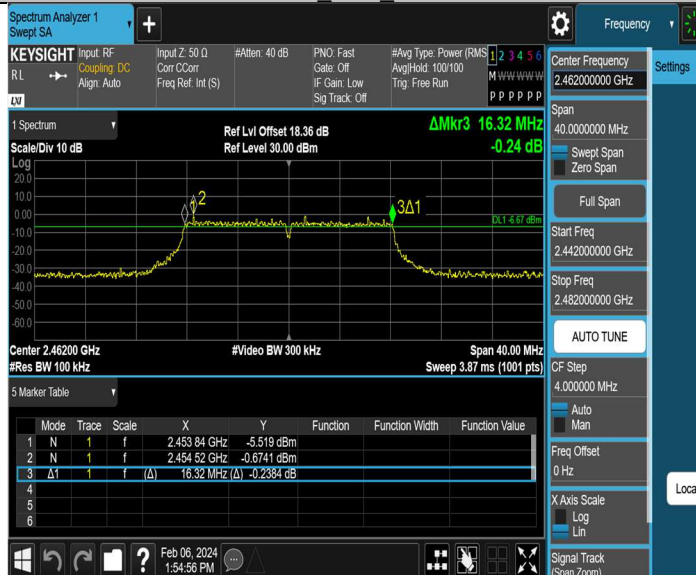 Spectrum Analyzer 1
Swept SA
Frequency
KEYSIGHT
RL
LXI
Input: RF
Coupling: DC
Align: Auto
Input Z: 50 Ω
Corr CCorr
Freq Ref: Int (S)
#Atten: 40 dB
PNO: Fast
Gate: Off
IF Gain: Low
Sig Track: Off
#Avg Type: Power (RMS
Avg|Hold: 100/100
Trig: Free Run
1 2 3 4 5 6
M W W W W W
P P P P P P
1 Spectrum
Scale/Div 10 dB
Ref Lvl Offset 18.36 dB
Ref Level 30.00 dBm
ΔMkr3 16.32 MHz
-0.24 dB
Log
20.0
10.0
0.00
-10.0
-20.0
-30.0
-40.0
-50.0
-60.0
2
3Δ1
DL1 -6.67 dBm
Center 2.46200 GHz
#Res BW 100 kHz
#Video BW 300 kHz
Span 40.00 MHz
Sweep 3.87 ms (1001 pts)
5 Marker Table
Mode Trace Scale X Y Function Function Width Function Value
1 N 1 f 2.453 84 GHz -5.519 dBm
2 N 1 f 2.454 52 GHz -0.6741 dBm
3 Δ1 1 f (Δ) 16.32 MHz (Δ) -0.2384 dB
4
5
6
?
Feb 06, 2024
1:54:56 PM
Center Frequency
2.462000000 GHz
Settings
Span
40.0000000 MHz
Swept Span
Zero Span
Full Span
Start Freq
2.442000000 GHz
Stop Freq
2.482000000 GHz
AUTO TUNE
CF Step
4.000000 MHz
Auto
Man
Freq Offset
0 Hz
X Axis Scale
Log
Lin
Signal Track
(Span Zoom)
Loca